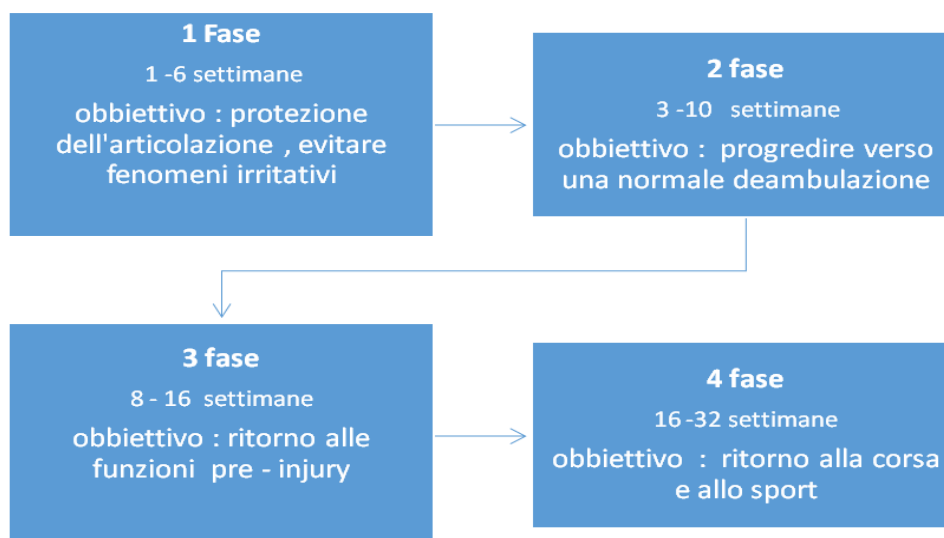 1 Fase
1 -6 settimane
obbiettivo : protezione
dell'articolazione , evitare
fenomeni irritativi
2 fase
3 -10 settimane
obbiettivo : progredire verso
una normale deambulazione
3 fase
8 - 16 settimane
obbiettivo : ritorno alle
funzioni pre - injury
4 fase
16 -32 settimane
obbiettivo : ritorno alla corsa
e allo sport